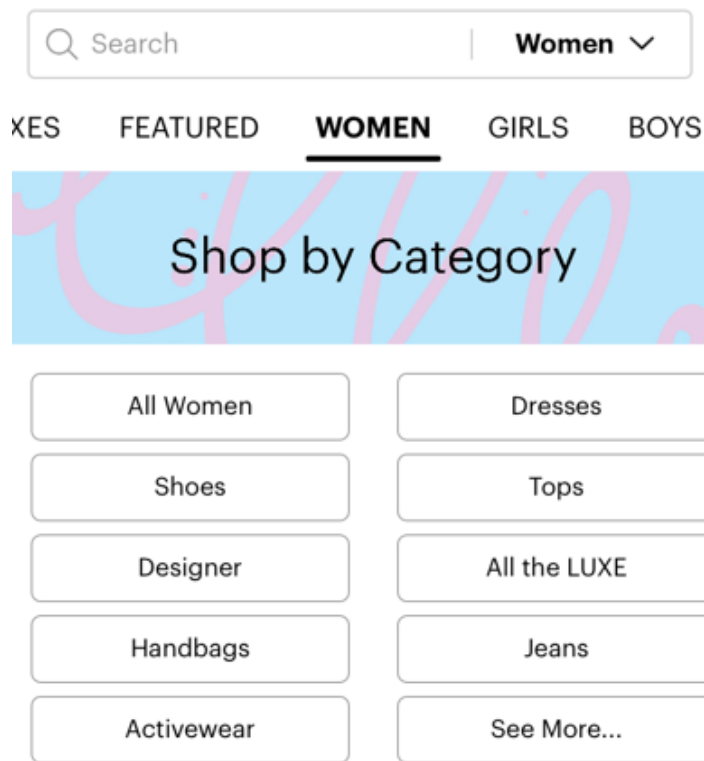 Search Women
XES FEATURED WOMEN GIRLS BOYS
Shop by Category
All Women Dresses
Shoes Tops
Designer All the LUXE
Handbags Jeans
Activewear See More...